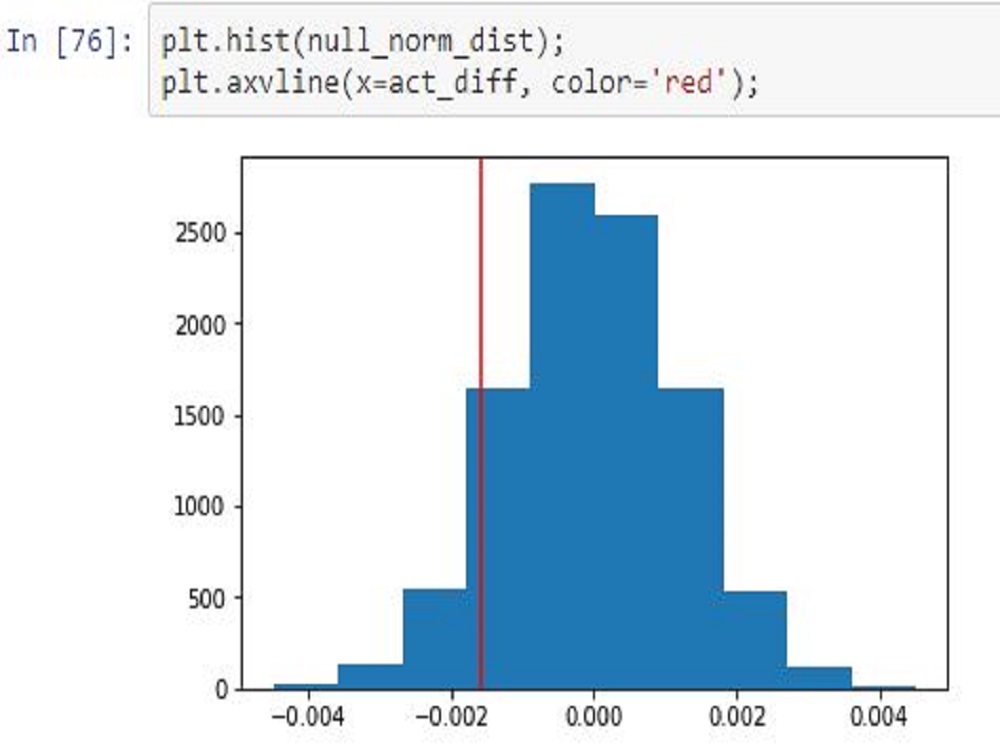 In [76]: plt.hist(null_norm_dist);
plt.axvline(x=act_diff, color='red');
2500
2000
1500
1000
500
0
−0.004 −0.002 0.000 0.002 0.004